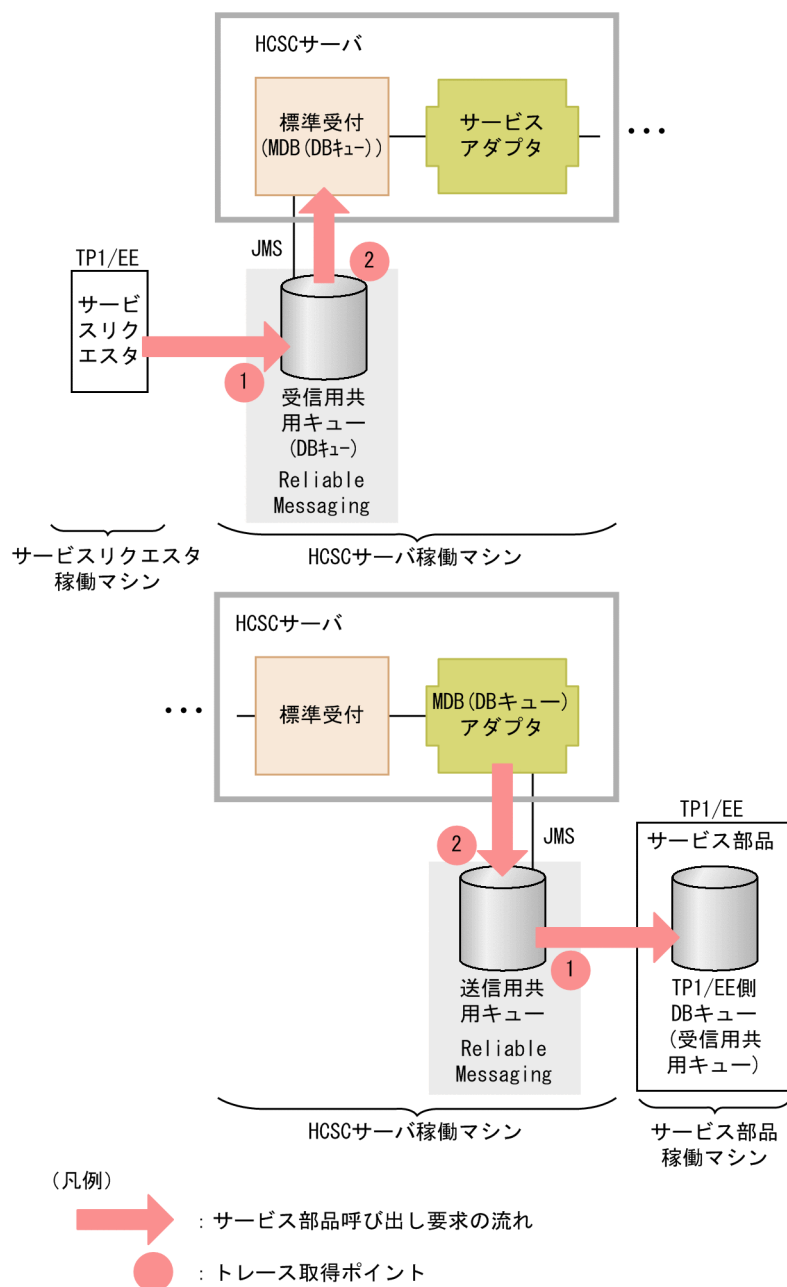 HCSCサーバ
標準受付
(MDB(DBｷｭｰ))
サービス
アダプタ
・・・
JMS
2
TP1/EE
サービ
スリク
エスタ
1
受信用共
用キュー
(DBｷｭｰ)
Reliable
Messaging
サービスリクエスタ
稼働マシン
HCSCサーバ稼働マシン
HCSCサーバ
・・・
標準受付
MDB(DBキュー)
アダプタ
TP1/EE
2
JMS
サービス部品
1
送信用共
用キュー
Reliable
Messaging
TP1/EE側
DBキュー
(受信用共
用キュー)
HCSCサーバ稼働マシン
サービス部品
稼働マシン
(凡例)
：サービス部品呼び出し要求の流れ
：トレース取得ポイント